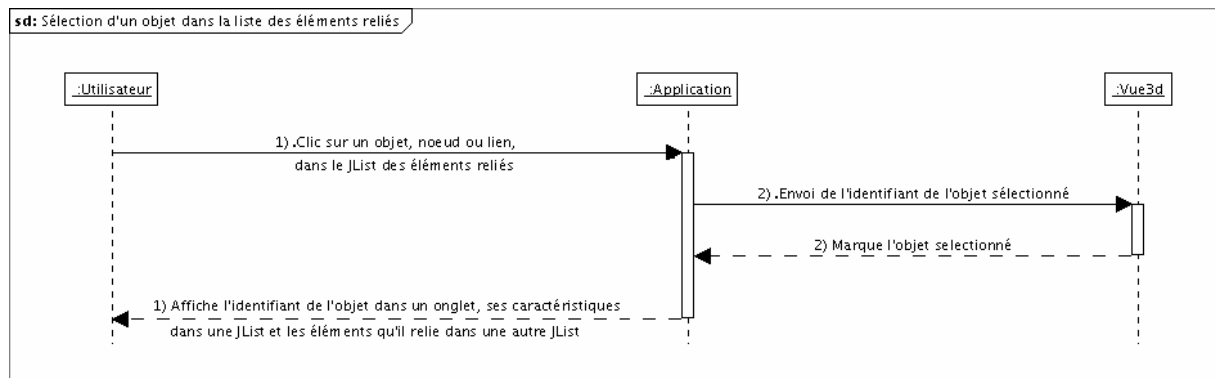 sd: Sélection d'un objet dans la liste des éléments reliés
_:Utilisateur
_:Application
_:Vue3d
1) .Clic sur un objet, noeud ou lien,
dans le JList des éléments reliés
2) .Envoi de l'identifiant de l'objet sélectionné
2) Marque l'objet selectionné
1) Affiche l'identifiant de l'objet dans un onglet, ses caractéristiques
dans une JList et les éléments qu'il relie dans une autre JList